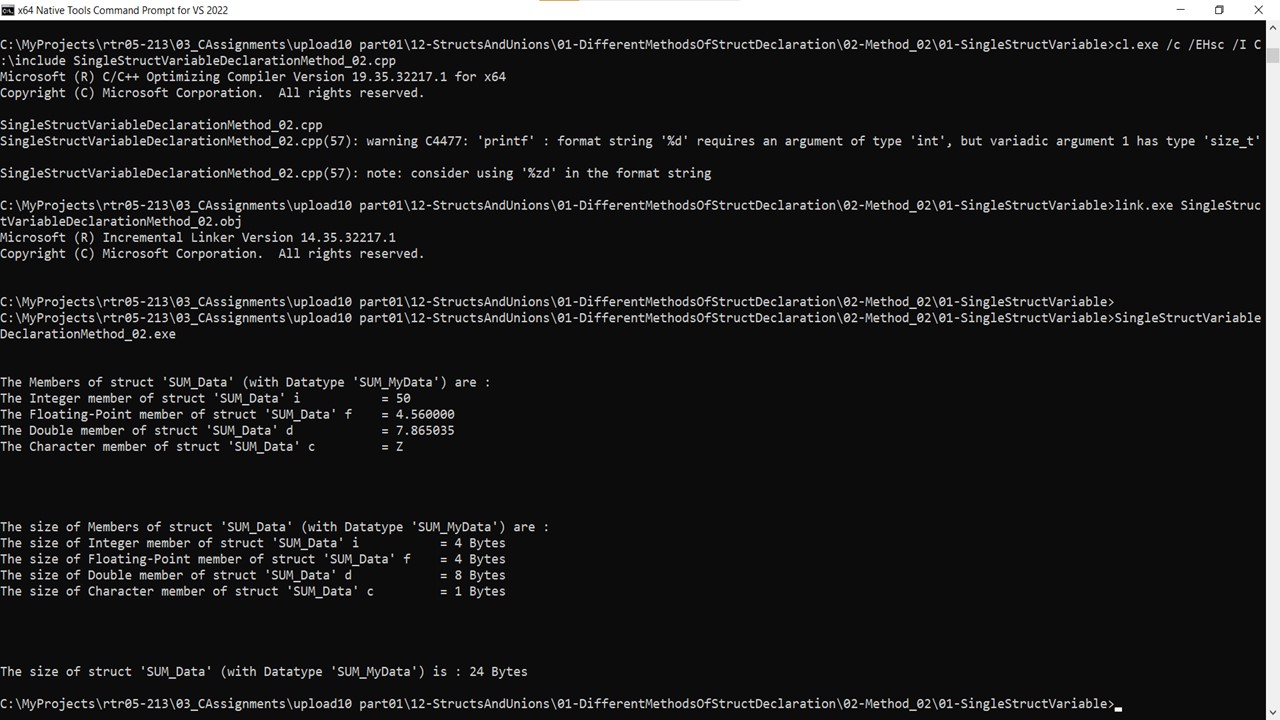 x64 Native Tools Command Prompt for VS 2022
C:\MyProjects\rtr05-213\03_CAssignments\upload10 part01\12-StructsAndUnions\01-DifferentMethodsOfStructDeclaration\02-Method_02\01-SingleStructVariable>cl.exe /c /EHsc /I C
:\include SingleStructVariableDeclarationMethod_02.cpp
Microsoft (R) C/C++ Optimizing Compiler Version 19.35.32217.1 for x64
Copyright (C) Microsoft Corporation.  All rights reserved.
SingleStructVariableDeclarationMethod_02.cpp
SingleStructVariableDeclarationMethod_02.cpp(57): warning C4477: 'printf' : format string '%d' requires an argument of type 'int', but variadic argument 1 has type 'size_t'
SingleStructVariableDeclarationMethod_02.cpp(57): note: consider using '%zd' in the format string
C:\MyProjects\rtr05-213\03_CAssignments\upload10 part01\12-StructsAndUnions\01-DifferentMethodsOfStructDeclaration\02-Method_02\01-SingleStructVariable>link.exe SingleStruc
tVariableDeclarationMethod_02.obj
Microsoft (R) Incremental Linker Version 14.35.32217.1
Copyright (C) Microsoft Corporation.  All rights reserved.
C:\MyProjects\rtr05-213\03_CAssignments\upload10 part01\12-StructsAndUnions\01-DifferentMethodsOfStructDeclaration\02-Method_02\01-SingleStructVariable>
C:\MyProjects\rtr05-213\03_CAssignments\upload10 part01\12-StructsAndUnions\01-DifferentMethodsOfStructDeclaration\02-Method_02\01-SingleStructVariable>SingleStructVariable
DeclarationMethod_02.exe
The Members of struct 'SUM_Data' (with Datatype 'SUM_MyData') are :
The Integer member of struct 'SUM_Data' i          = 50
The Floating-Point member of struct 'SUM_Data' f   = 4.560000
The Double member of struct 'SUM_Data' d           = 7.865035
The Character member of struct 'SUM_Data' c        = Z
The size of Members of struct 'SUM_Data' (with Datatype 'SUM_MyData') are :
The size of Integer member of struct 'SUM_Data' i          = 4 Bytes
The size of Floating-Point member of struct 'SUM_Data' f   = 4 Bytes
The size of Double member of struct 'SUM_Data' d           = 8 Bytes
The size of Character member of struct 'SUM_Data' c        = 1 Bytes
The size of struct 'SUM_Data' (with Datatype 'SUM_MyData') is : 24 Bytes
C:\MyProjects\rtr05-213\03_CAssignments\upload10 part01\12-StructsAndUnions\01-DifferentMethodsOfStructDeclaration\02-Method_02\01-SingleStructVariable>